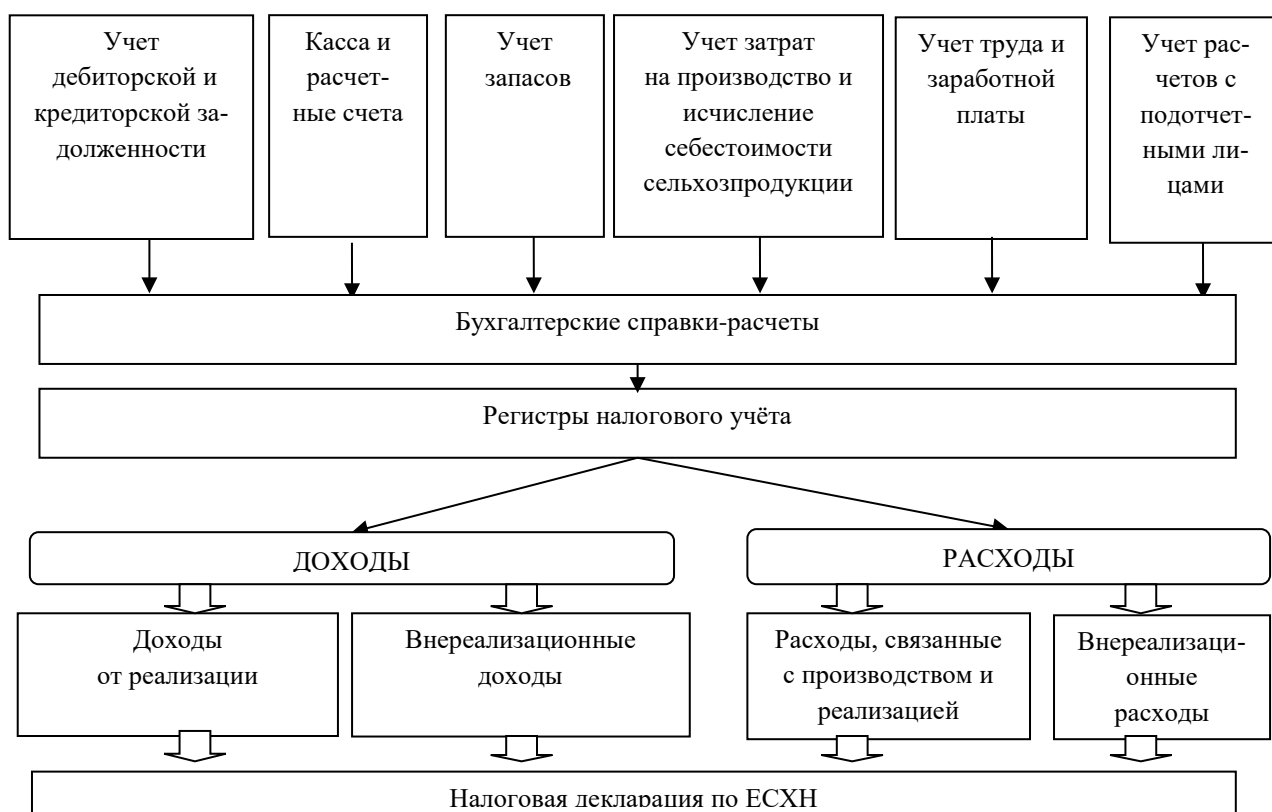 Учет
дебиторской и
кредиторской за-
долженности
Касса и
расчет-
ные счета
Учет
запасов
Учет затрат
на производство и
исчисление
себестоимости
сельхозпродукции
Учет труда и
заработной
платы
Учет рас-
четов с
подотчет-
ными ли-
цами
Бухгалтерские справки-расчеты
Регистры налогового учёта
ДОХОДЫ
РАСХОДЫ
Доходы
от реализации
Внереализационные
доходы
Расходы, связанные
с производством и
реализацией
Внереализаци-
онные
расходы
Налоговая декларация по ЕСХН